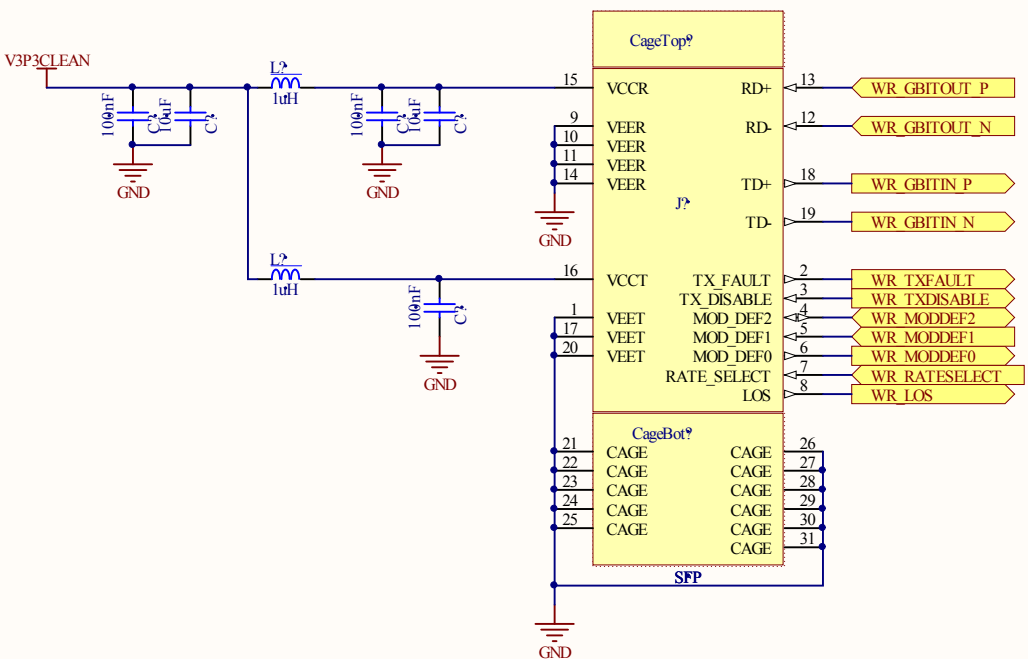 CageTop?
V3P3CLEAN
L?
1uH
100nF
C?
10uF
C?
GND
100nF
C?
10uF
C?
GND
15 VCCR RD+ 13 WR_GBITOUT_P
9 VEER RD- 12 WR_GBITOUT_N
10 VEER
11 VEER
14 VEER TD+ 18 WR_GBITIN_P
J?
GND
TD- 19 WR_GBITIN_N
L?
1uH
16 VCCT TX_FAULT 2 WR_TXFAULT
TX_DISABLE 3 WR_TXDISABLE
100nF
C?
GND
1 VEET MOD_DEF2 4 WR_MODDEF2
17 VEET MOD_DEF1 5 WR_MODDEF1
20 VEET MOD_DEF0 6 WR_MODDEF0
RATE_SELECT 7 WR_RATESELECT
LOS 8 WR_LOS
CageBot?
21 CAGE CAGE 26
22 CAGE CAGE 27
23 CAGE CAGE 28
24 CAGE CAGE 29
25 CAGE CAGE 30
CAGE 31
SFP
GND